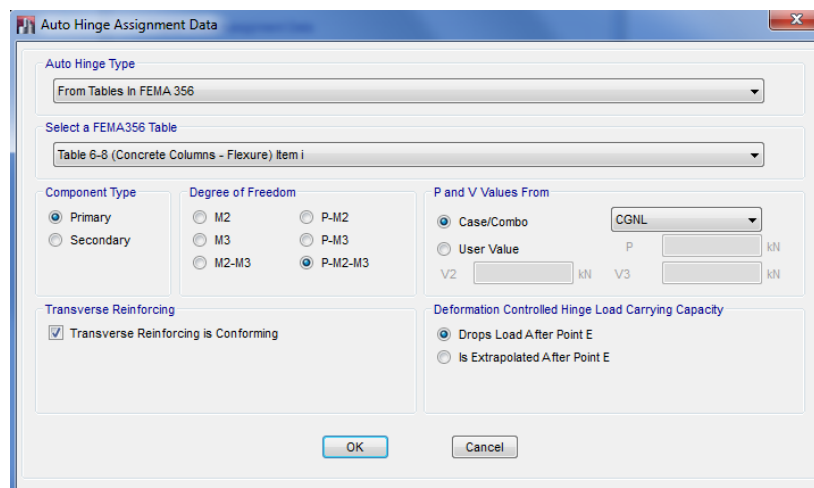 Auto Hinge Assignment Data
Auto Hinge Type
From Tables In FEMA 356
Select a FEMA356 Table
Table 6-8 (Concrete Columns - Flexure) Item i
Component Type
Primary
Secondary
Degree of Freedom
M2
P-M2
M3
P-M3
M2-M3
P-M2-M3
P and V Values From
Case/Combo
CGNL
User Value
P
kN
V2
kN
V3
kN
Transverse Reinforcing
Transverse Reinforcing is Conforming
Deformation Controlled Hinge Load Carrying Capacity
Drops Load After Point E
Is Extrapolated After Point E
OK
Cancel